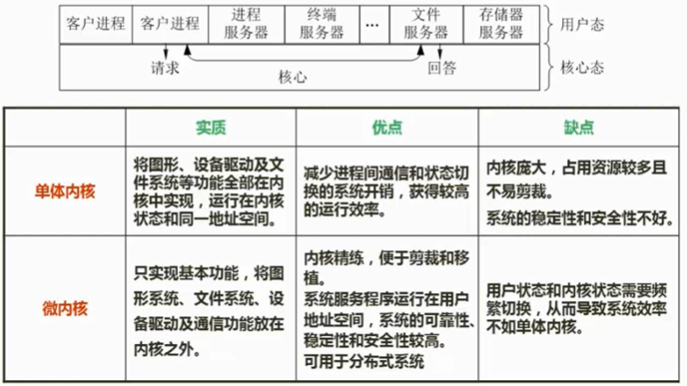 客户进程 客户进程 进程服务器 终端服务器 … 文件服务器 存储器服务器 用户态
请求 核心 回答 核心态
实质 优点 缺点
单体内核
将图形、设备驱动及文
件系统等功能全部在内
核中实现，运行在内核
状态和同一地址空间。
减少进程间通信和状态切
换的系统开销，获得较高
的运行效率。
内核庞大，占用资源较多且
不易剪裁。
系统的稳定性和安全性不好。
微内核
只实现基本功能，将图
形系统、文件系统、设
备驱动及通信功能放在
内核之外。
内核精练，便于剪裁和移
植。
系统服务程序运行在用户
地址空间，系统的可靠性、
稳定性和安全性较高。
可用于分布式系统
用户状态和内核状态需要频
繁切换，从而导致系统效率
不如单体内核。